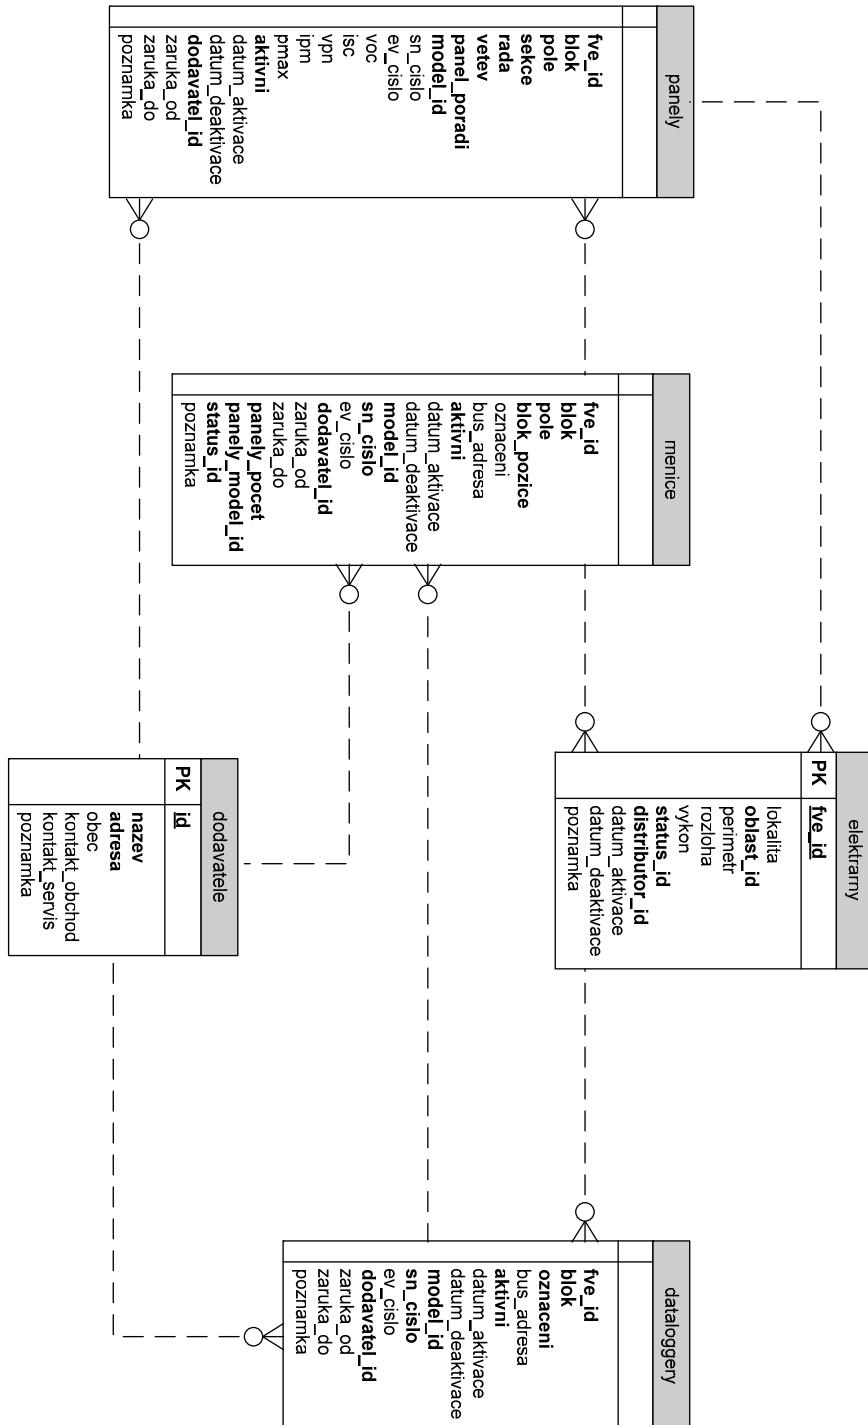 panely
fve_id
blok
pole
sekce
rada
vetev
panel_poradi
model_id
sn_cislo
ev_cislo
voc
isc
vpn
ipm
pmax
aktivni
datum_aktivace
datum_deaktivace
dodavatel_id
zaruka_od
zaruka_do
poznamka
menice
fve_id
blok
pole
blok_pozice
oznaceni
bus_adresa
aktivni
datum_aktivace
datum_deaktivace
model_id
sn_cislo
ev_cislo
dodavatel_id
zaruka_od
zaruka_do
panely_pocet
panely_model_id
status_id
poznamka
elektrarny
PK fve_id
lokalita
oblast_id
perimetr
rozloha
vykon
status_id
distributor_id
datum_aktivace
datum_deaktivace
poznamka
dodavatele
PK id
nazev
adresa
obec
kontakt_obchod
kontakt_servis
poznamka
dataloggery
fve_id
blok
oznaceni
bus_adresa
aktivni
datum_aktivace
datum_deaktivace
model_id
sn_cislo
ev_cislo
dodavatel_id
zaruka_od
zaruka_do
poznamka